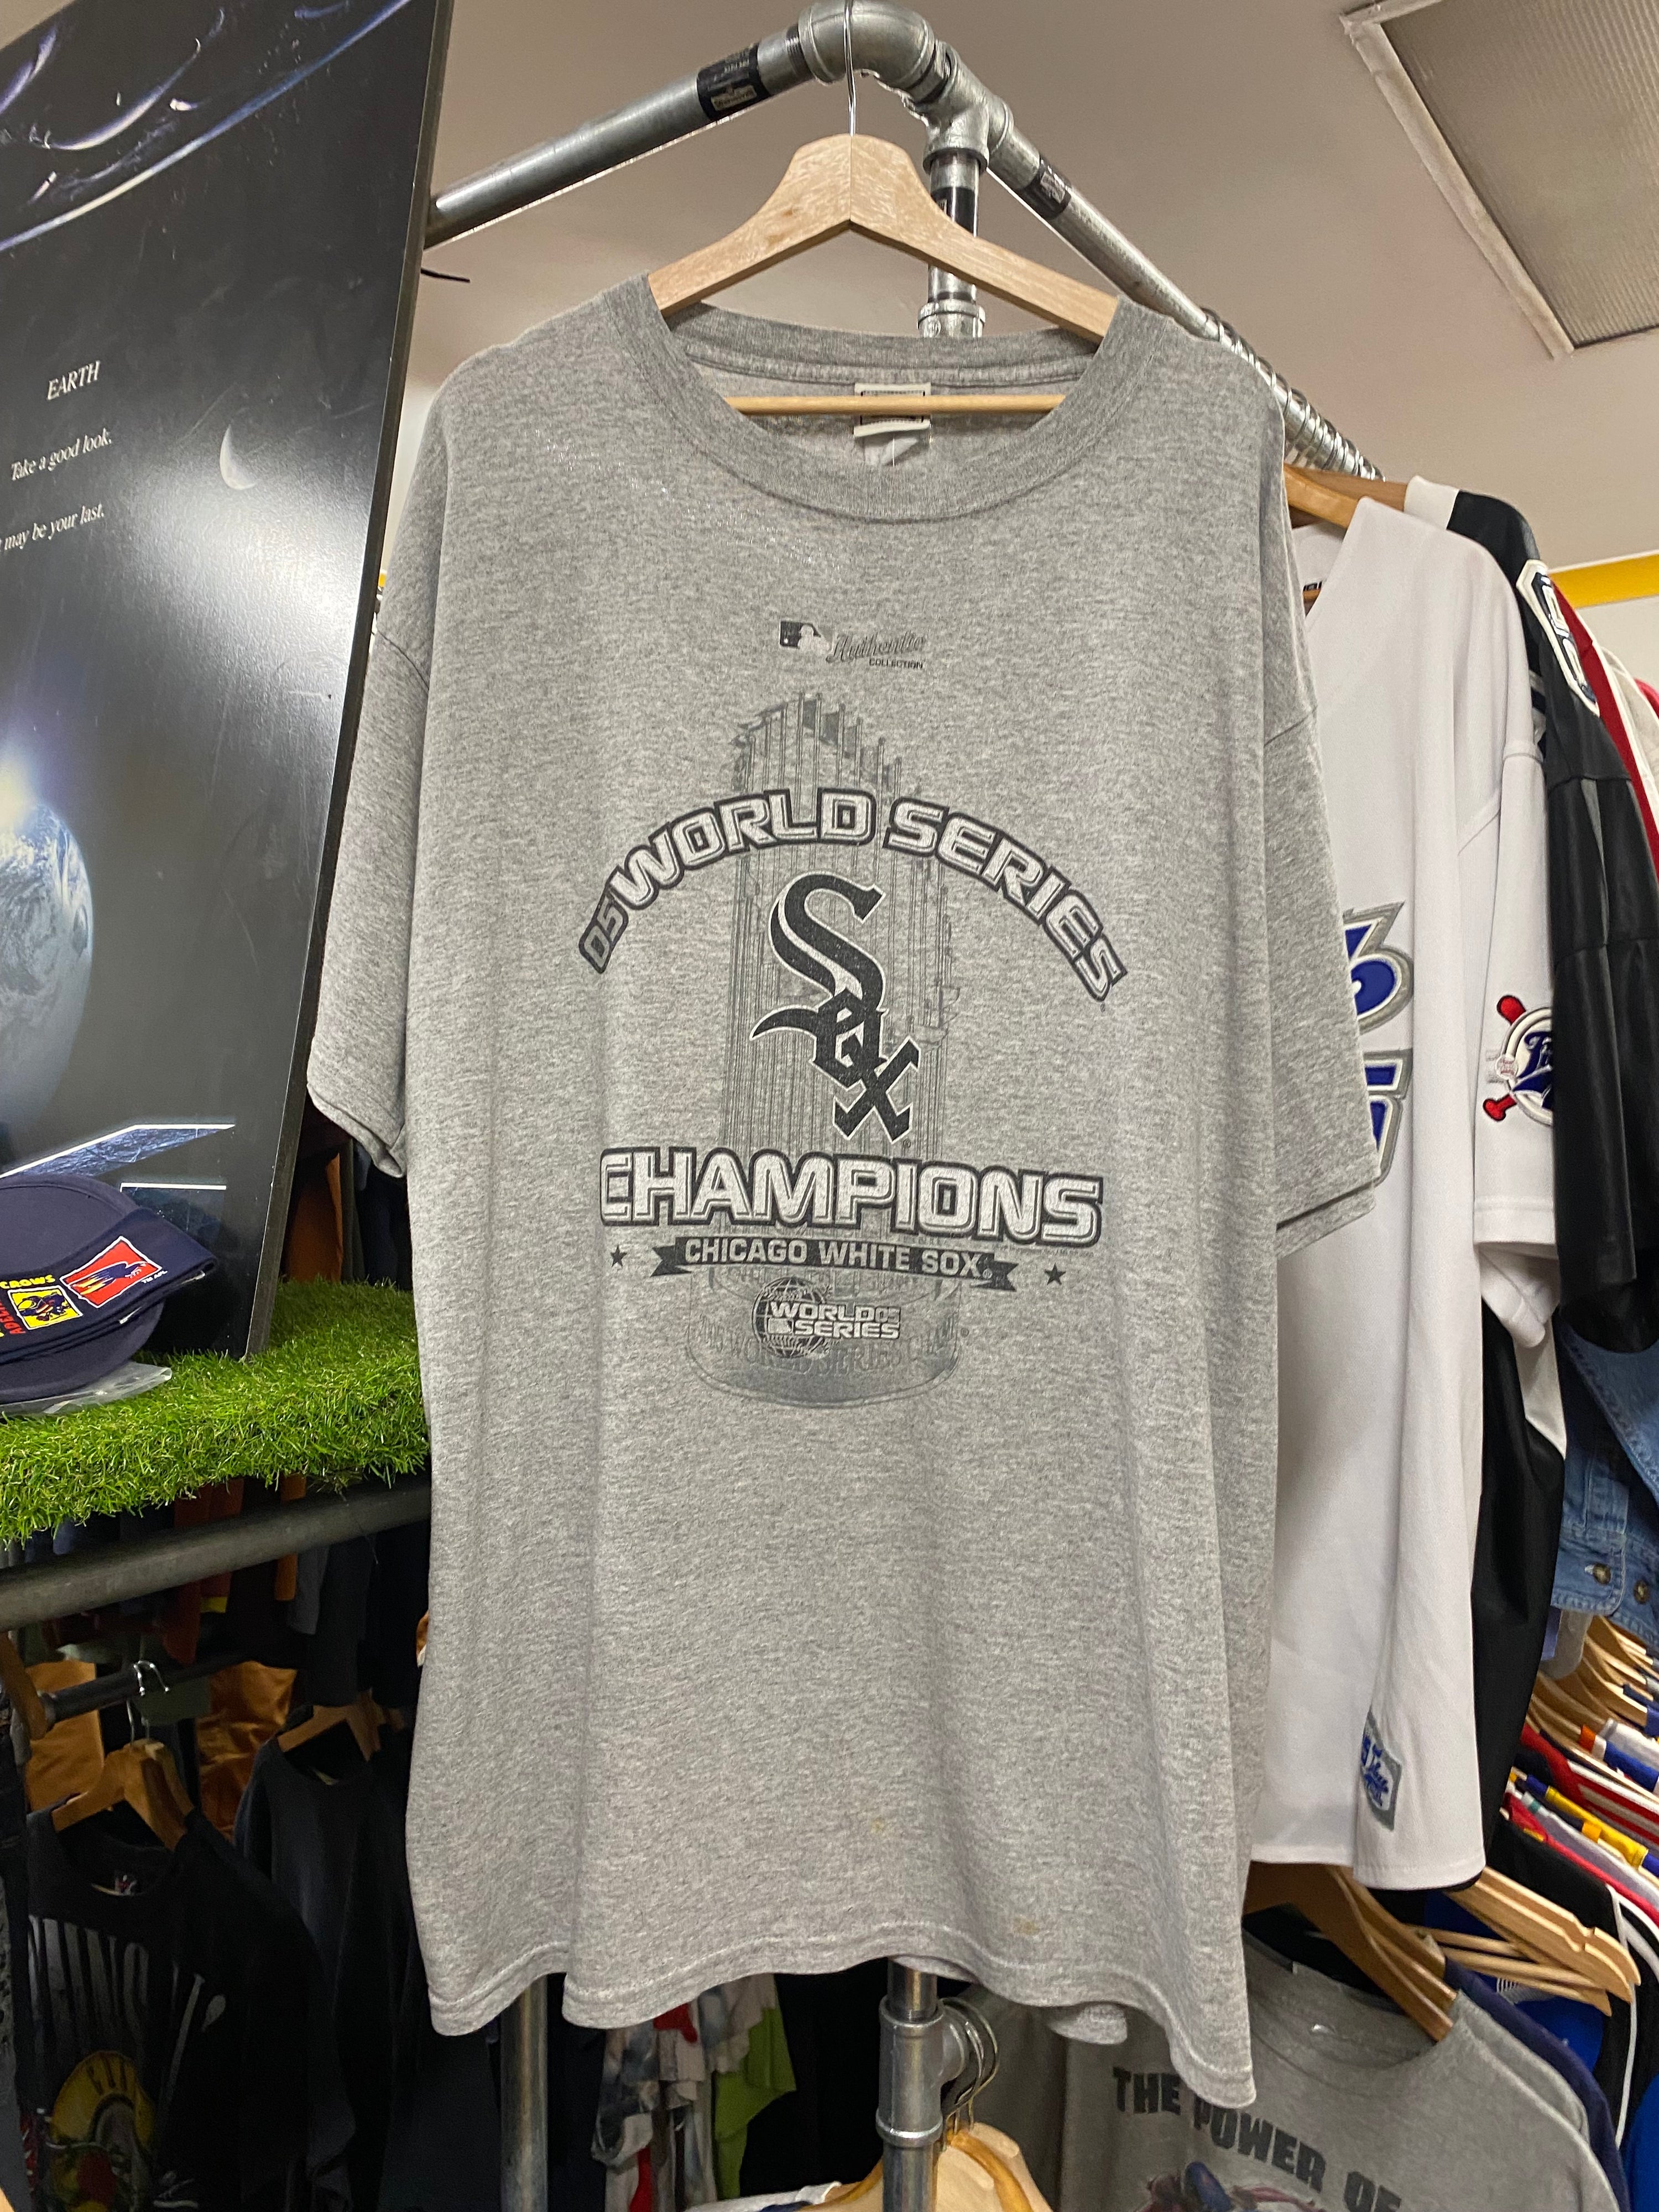 EARTH
Take a good look.
may be your last.
Authentic
COLLECTION
05 WORLD SERIES
Sox
CHAMPIONS
CHICAGO WHITE SOX
WORLD 05
SERIES
CROWS
THE POWER OF